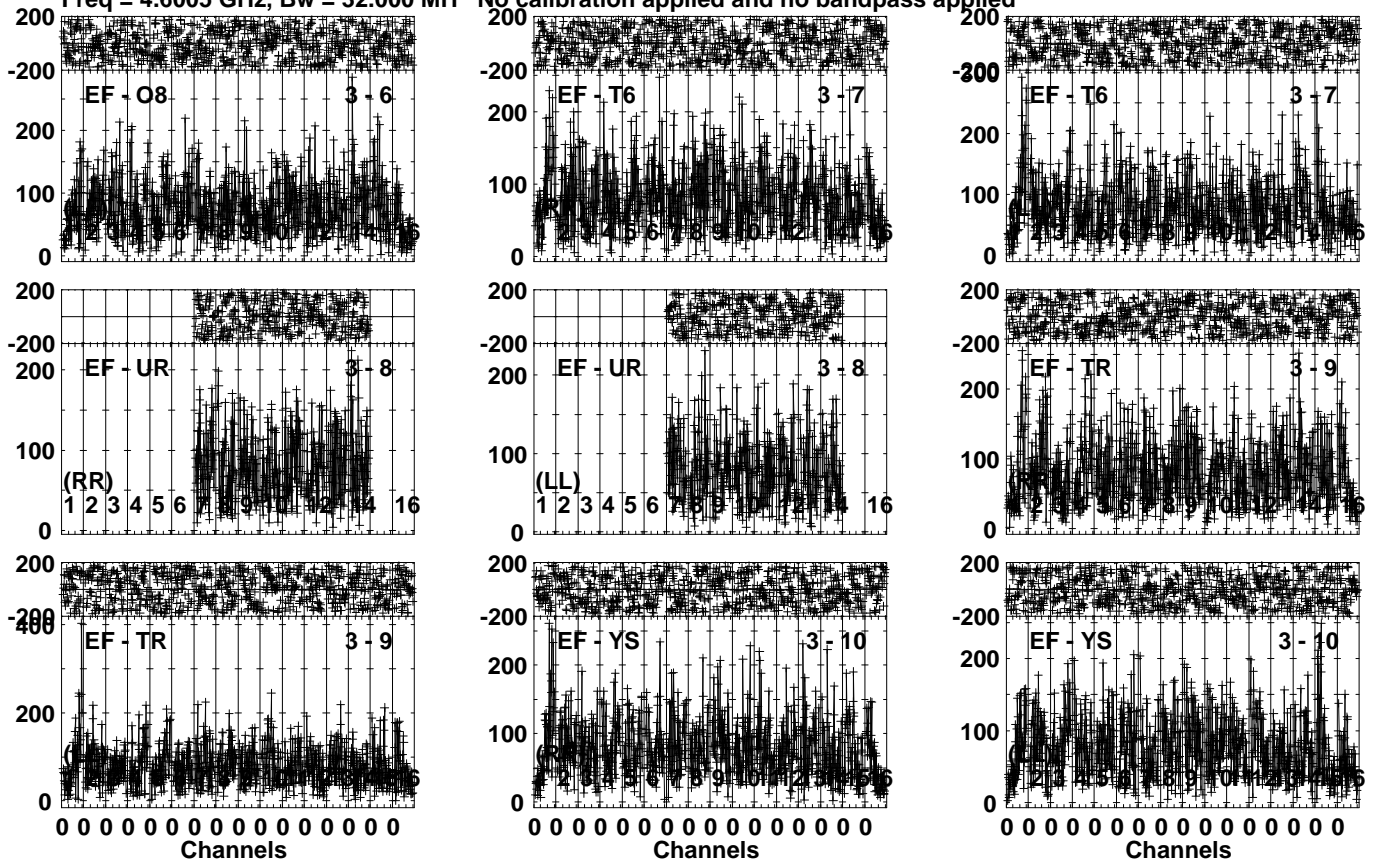 Freq = 4.6005 GHz, Bw = 32.000 MH No calibration applied and no bandpass applied
200 200 200
-200 -200
EF - O8 3 - 6 EF - T6 3 - 7 EF - T6 3 - 7
200 200 200
100 100 100
0 0 0
200 200 200
-200 -200 -200
EF - UR 3 - 8 EF - UR 3 - 8 EF - TR 3 - 9
200 200 200
100 100 100
(RR) (LL)
1 2 3 4 5 6 7 8 9 10 12 14 16 1 2 3 4 5 6 7 8 9 10 12 14 16
0 0 0
200 200 200
-200 -200
400
EF - TR 3 - 9 EF - YS 3 - 10 EF - YS 3 - 10
200 200 200
100 100
0 0 0
0 0 0 0 0 0 0 0 0 0 0 0 0 0 0 0 0 0 0 0 0 0 0 0 0 0 0 0 0 0 0 0 0 0 0 0 0 0 0 0 0 0 0 0 0 0 0 0
Channels Channels Channels